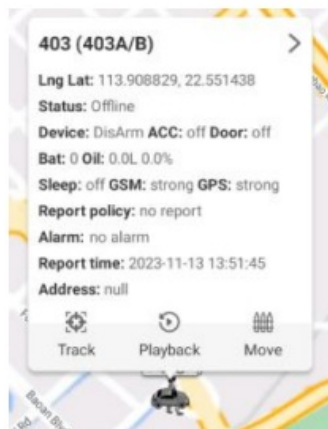 403 (403A/B)
Lng Lat: 113.908829, 22.551438
Status: Offline
Device: DisArm ACC: off Door: off
Bat: 0 Oil: 0.0L 0.0%
Sleep: off GSM: strong GPS: strong
Report policy: no report
Alarm: no alarm
Report time: 2023-11-13 13:51:45
Address: null
Track Playback Move
Baoan Blvd